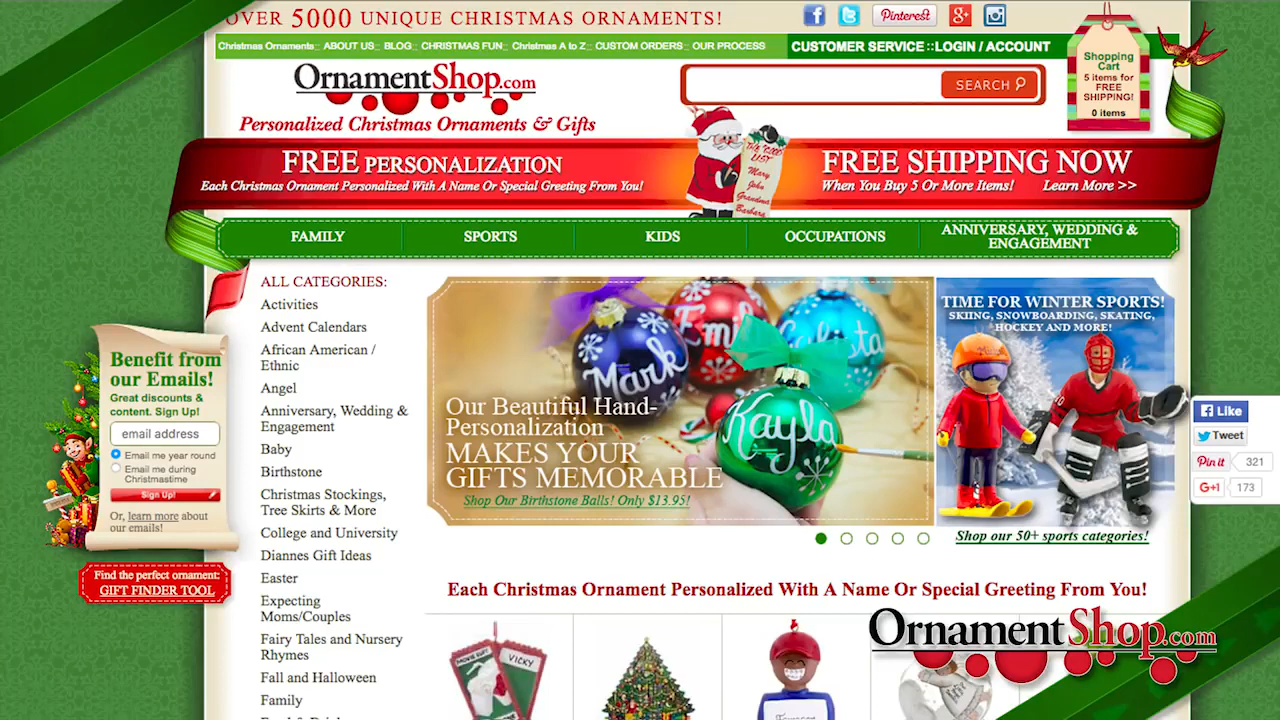 OVER 5000 UNIQUE CHRISTMAS ORNAMENTS!
Pinterest
Christmas Ornaments:: ABOUT US:: BLOG:: CHRISTMAS FUN:: Christmas A to Z:: CUSTOM ORDERS:: OUR PROCESS
CUSTOMER SERVICE :: LOGIN / ACCOUNT
Shopping
Cart
5 items for
FREE
SHIPPING!
0 items
OrnamentShop.com
Personalized Christmas Ornaments & Gifts
SEARCH
FREE PERSONALIZATION
Each Christmas Ornament Personalized With A Name Or Special Greeting From You!
Mary
John
Grandma
Barbara
FREE SHIPPING NOW
When You Buy 5 Or More Items! Learn More >>
FAMILY
SPORTS
KIDS
OCCUPATIONS
ANNIVERSARY, WEDDING &
ENGAGEMENT
Benefit from
our Emails!
Great discounts &
content. Sign Up!
email address
Email me year round
Email me during
Christmastime
Sign Up!
Or, learn more about
our emails!
Find the perfect ornament:
GIFT FINDER TOOL
ALL CATEGORIES:
Activities
Advent Calendars
African American /
Ethnic
Angel
Anniversary, Wedding &
Engagement
Baby
Birthstone
Christmas Stockings,
Tree Skirts & More
College and University
Diannes Gift Ideas
Easter
Expecting
Moms/Couples
Fairy Tales and Nursery
Rhymes
Fall and Halloween
Family
Mark
Kayla
Our Beautiful Hand-
Personalization
MAKES YOUR
GIFTS MEMORABLE
Shop Our Birthstone Balls! Only $13.95!
TIME FOR WINTER SPORTS!
SKIING, SNOWBOARDING, SKATING,
HOCKEY AND MORE!
Shop our 50+ sports categories!
Like
Tweet
Pin it 321
+1 173
Each Christmas Ornament Personalized With A Name Or Special Greeting From You!
VICKY
OrnamentShop.com